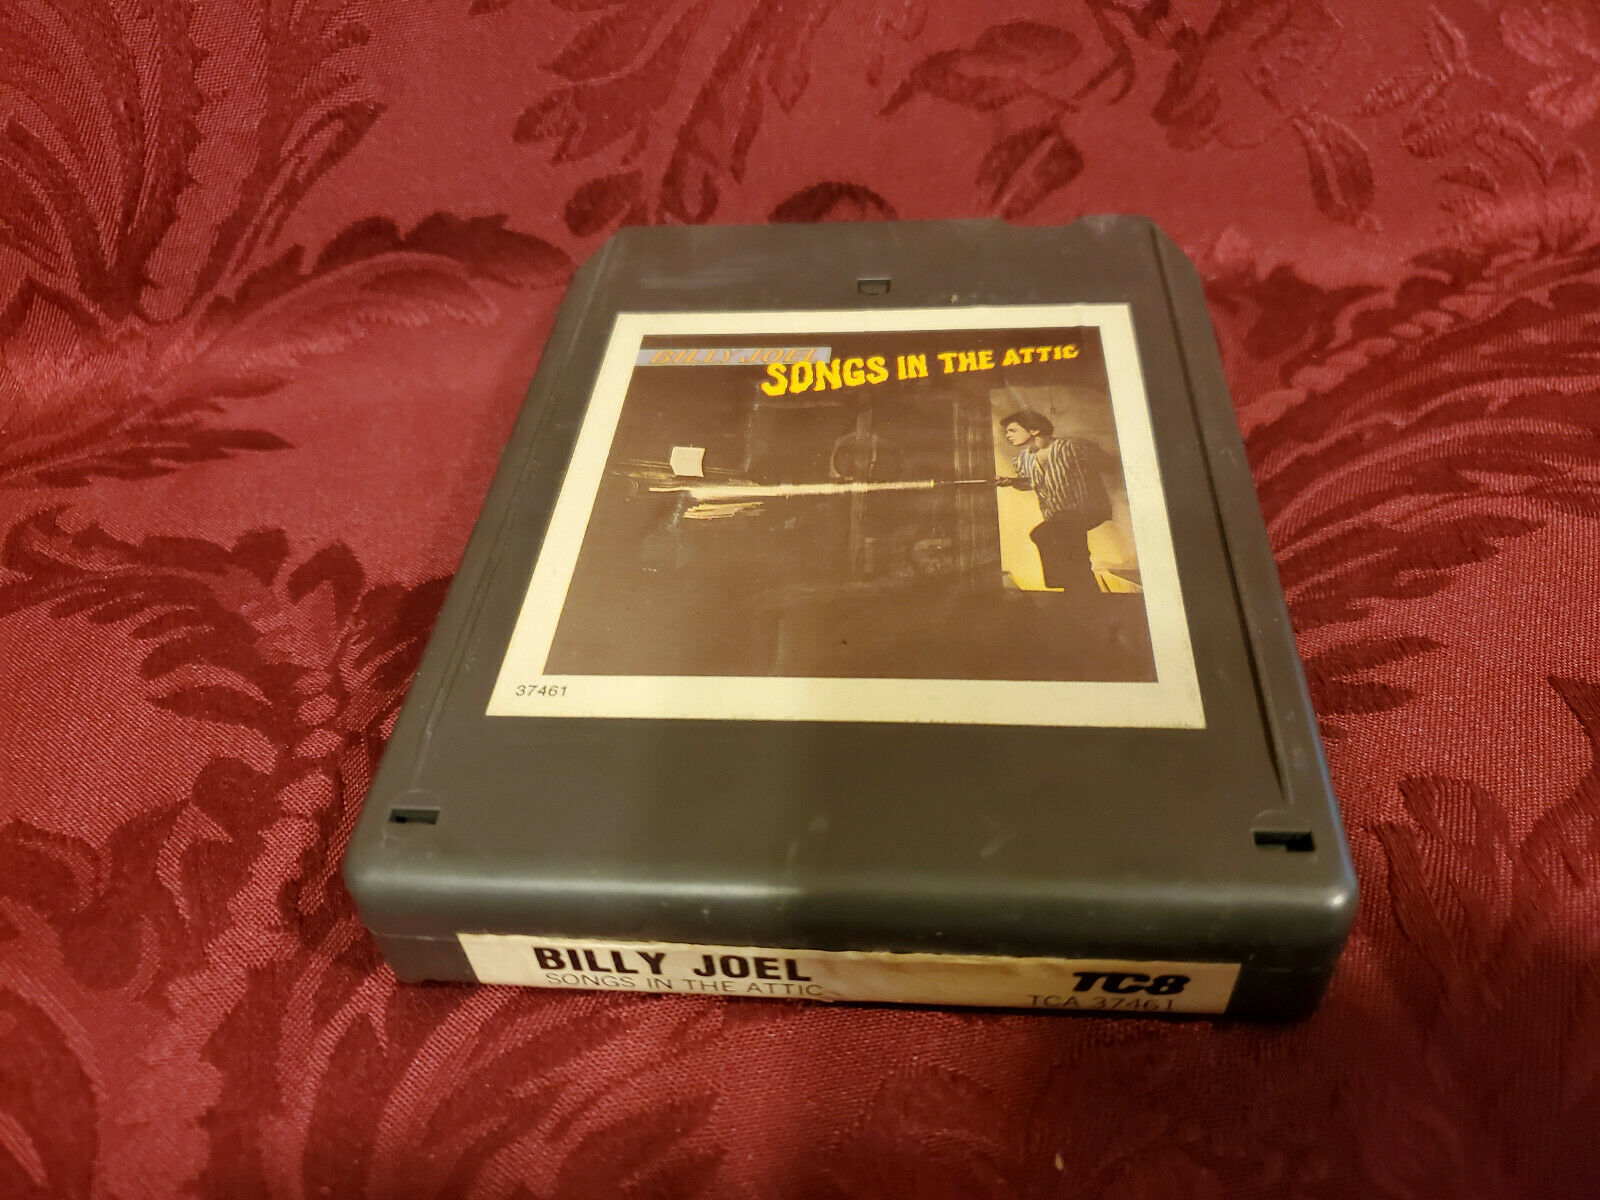 BILLY JOEL
SONGS IN THE ATTIC
37461
BILLY JOEL
SONGS IN THE ATTIC
TC8
TCA 37461